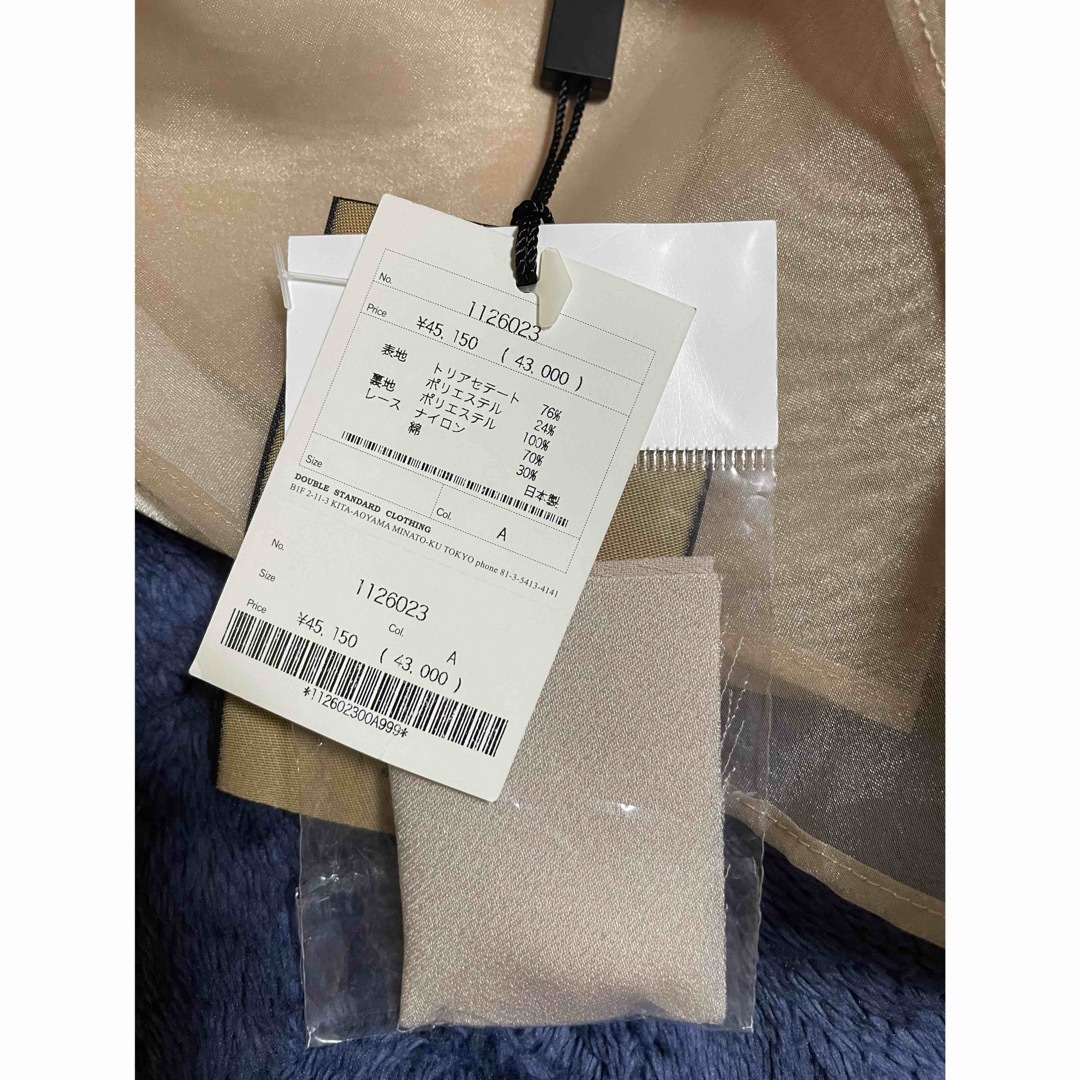 No. 1126023
Price ¥45,150 ( 43,000 )
表地 トリアセテート 76%
ポリエステル 24%
裏地 ポリエステル 100%
レース ナイロン 70%
綿 30%
日本製
Size Col. A
DOUBLE STANDARD CLOTHING
B1F 2-11-3 KITA-AOYAMA MINATO-KU TOKYO phone 81-3-5413-4141
No. 1126023
Size Col. A
Price ¥45,150 ( 43,000 )
*112602300A999*